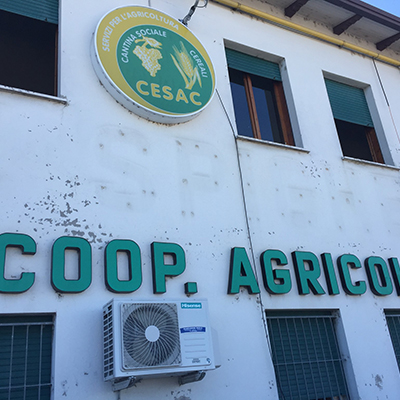 SERVIZI PER L'AGRICOLTURA
CANTINA SOCIALE
CEREALI
CESAC
COOP. AGRICOL
Hisense